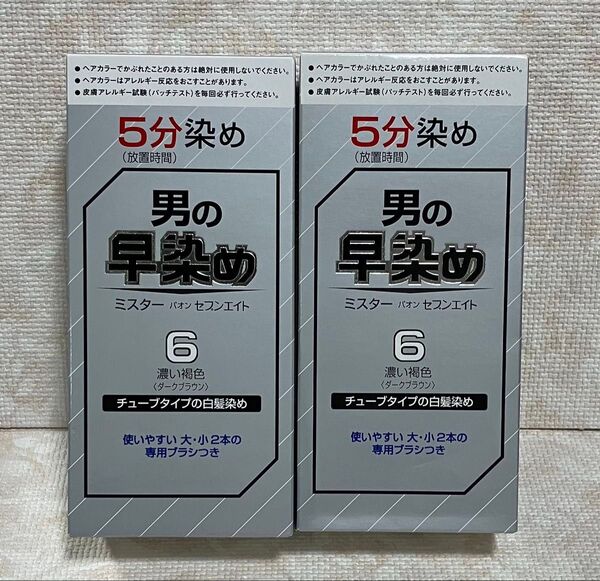 ● ヘアカラーでかぶれたことのある方は絶対に使用しないでください。
● ヘアカラーはアレルギー反応をおこすことがあります。
● 皮膚アレルギー試験(パッチテスト)を毎回必ず行ってください。
5分染め
(放置時間)
男の
早染め
ミスター パオン セブンエイト
6
濃い褐色
〈ダークブラウン〉
チューブタイプの白髪染め
使いやすい 大・小2本の
専用ブラシつき
● ヘアカラーでかぶれたことのある方は絶対に使用しないでください。
● ヘアカラーはアレルギー反応をおこすことがあります。
● 皮膚アレルギー試験(パッチテスト)を毎回必ず行ってください。
5分染め
(放置時間)
男の
早染め
ミスター パオン セブンエイト
6
濃い褐色
〈ダークブラウン〉
チューブタイプの白髪染め
使いやすい 大・小2本の
専用ブラシつき